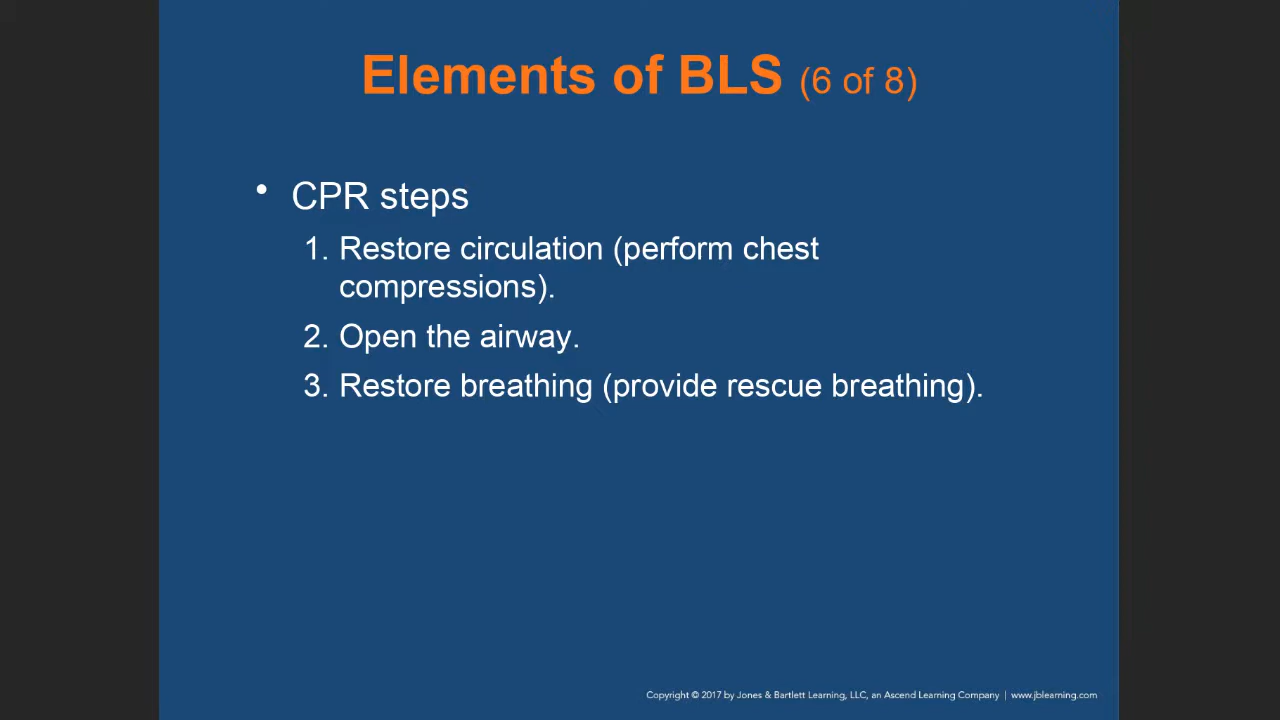 Elements of BLS (6 of 8)
• CPR steps
1. Restore circulation (perform chest
compressions).
2. Open the airway.
3. Restore breathing (provide rescue breathing).
Copyright © 2017 by Jones & Bartlett Learning, LLC, an Ascend Learning Company | www.jblearning.com